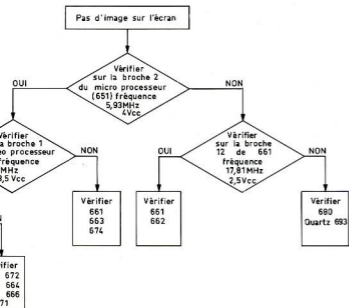 Pas d'image sur l'écran
Vérifier
sur la broche 2
du micro processeur
(651) fréquence
5,93MHz
4Vcc
OUI
NON
Vérifier
a broche 1
eo processeur
fréquence
MHz
3,5 Vcc
NON
Vérifier
661
663
674
Vérifier
sur la broche
12 de 661
fréquence
17,81MHz
2,5Vcc
OUI
NON
Vérifier
651
662
Vérifier
680
Quartz 693
ifier
672
664
666
71